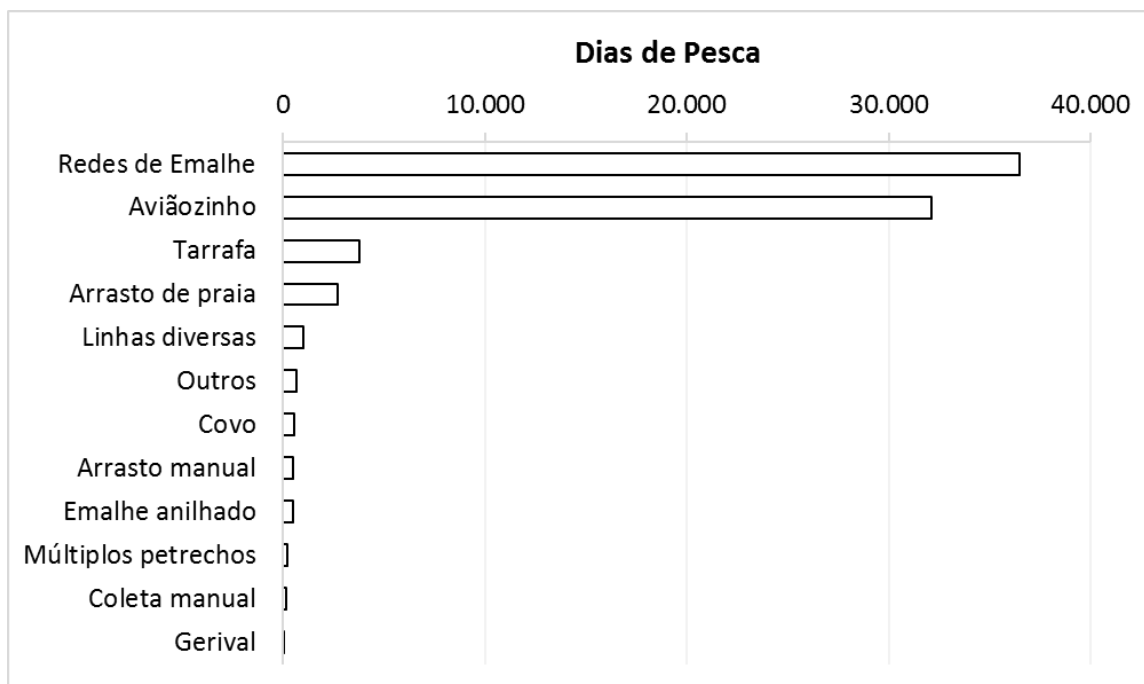 Dias de Pesca
0 10.000 20.000 30.000 40.000
Redes de Emalhe
Aviãozinho
Tarrafa
Arrasto de praia
Linhas diversas
Outros
Covo
Arrasto manual
Emalhe anilhado
Múltiplos petrechos
Coleta manual
Gerival